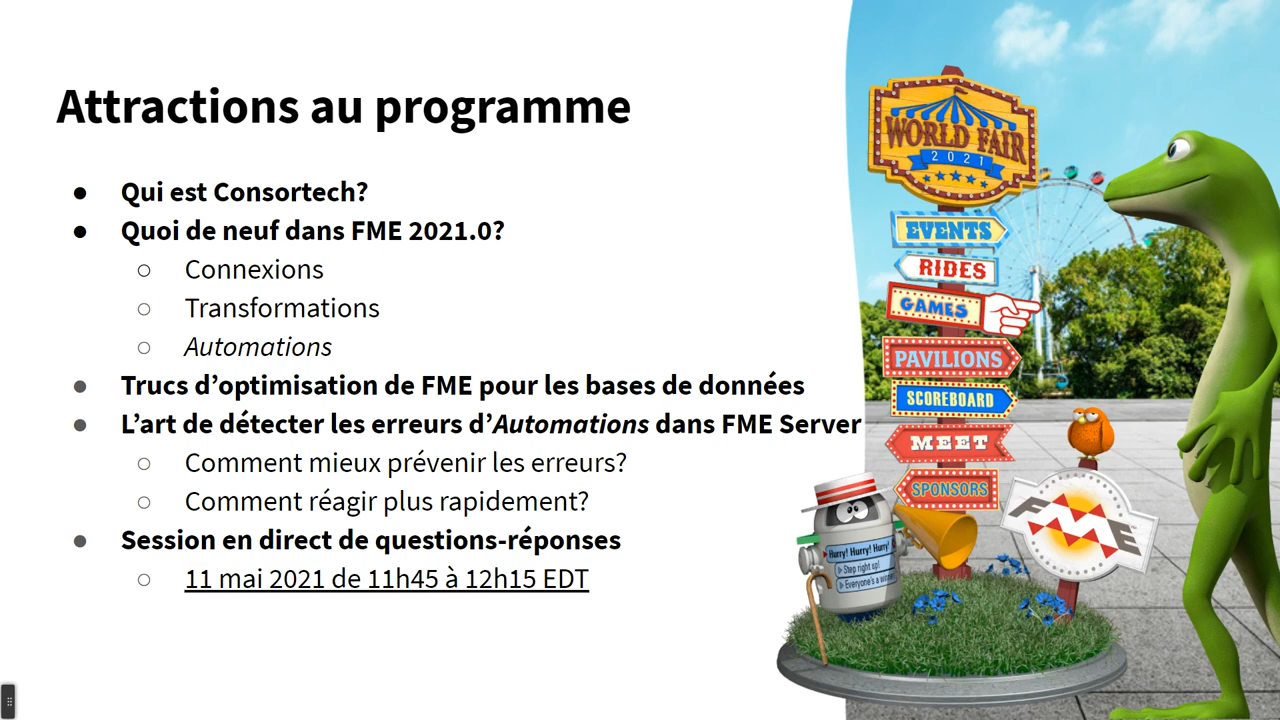 Attractions au programme
● Qui est Consortech?
● Quoi de neuf dans FME 2021.0?
○ Connexions
○ Transformations
○ Automations
● Trucs d’optimisation de FME pour les bases de données
● L’art de détecter les erreurs d’Automations dans FME Server
○ Comment mieux prévenir les erreurs?
○ Comment réagir plus rapidement?
● Session en direct de questions-réponses
○ 11 mai 2021 de 11h45 à 12h15 EDT
WORLD FAIR
2021
EVENTS
RIDES
GAMES
PAVILIONS
SCOREBOARD
MEET
SPONSORS
FME
Hurry! Hurry! Hurry!
Step right up!
Everyone's a